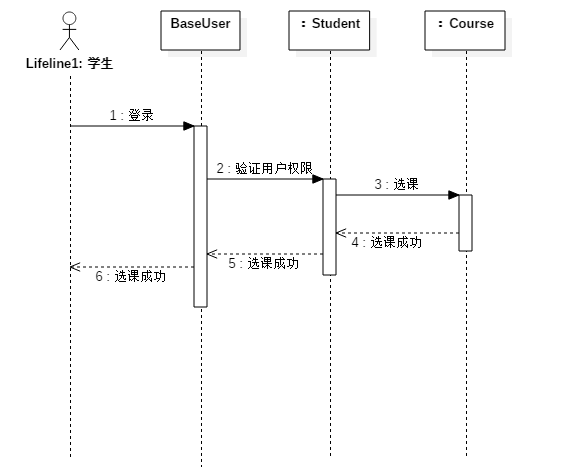 BaseUser
: Student
: Course
Lifeline1: 学生
1 : 登录
2 : 验证用户权限
3 : 选课
4 : 选课成功
5 : 选课成功
6 : 选课成功